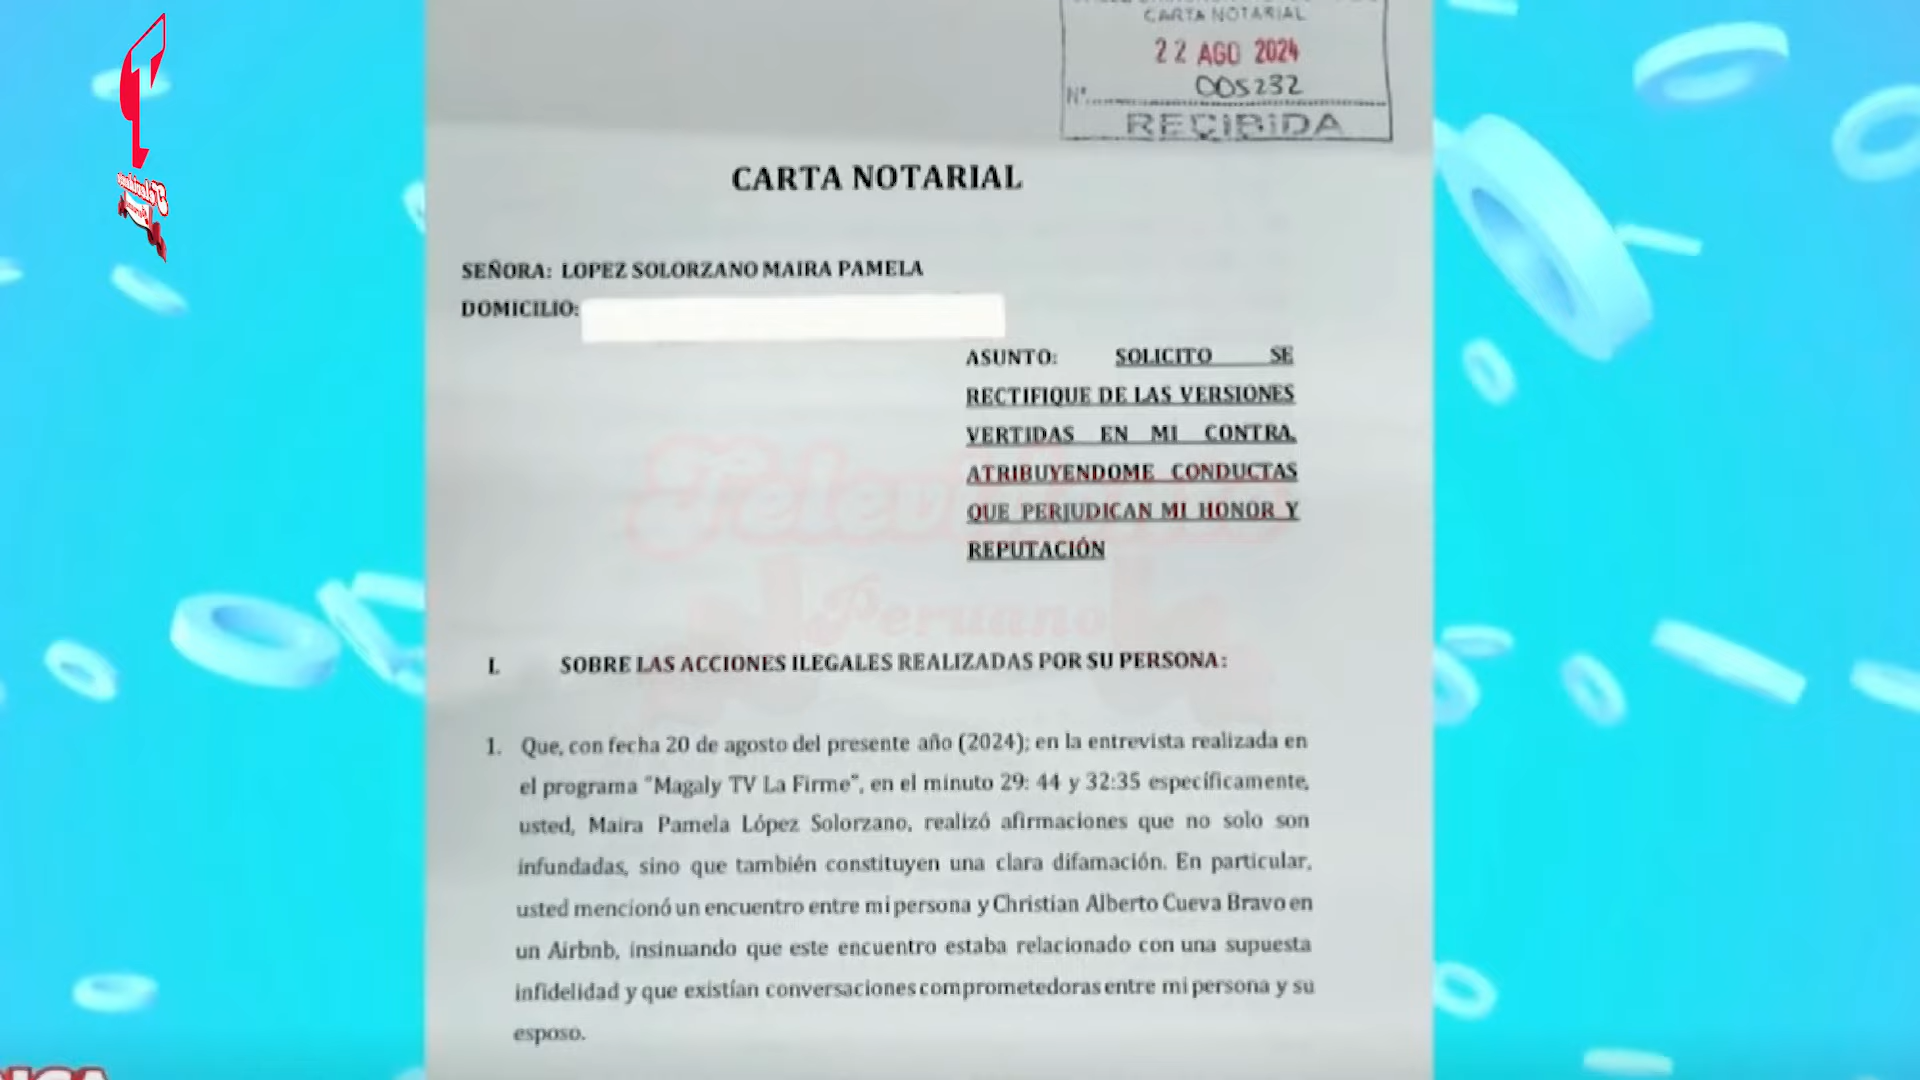 CARTA NOTARIAL
22 AGO 2024
005232
Nº
RECIBIDA
CARTA NOTARIAL
SEÑORA: LOPEZ SOLORZANO MAIRA PAMELA
DOMICILIO:
ASUNTO: SOLICITO SE
RECTIFIQUE DE LAS VERSIONES
VERTIDAS EN MI CONTRA,
ATRIBUYENDOME CONDUCTAS
QUE PERJUDICAN MI HONOR Y
REPUTACIÓN
Peruano
I. SOBRE LAS ACCIONES ILEGALES REALIZADAS POR SU PERSONA:
1. Que, con fecha 20 de agosto del presente año (2024); en la entrevista realizada en
el programa "Magaly TV La Firme", en el minuto 29: 44 y 32:35 específicamente,
usted, Maira Pamela López Solorzano, realizó afirmaciones que no solo son
infundadas, sino que también constituyen una clara difamación. En particular,
usted mencionó un encuentro entre mi persona y Christian Alberto Cueva Bravo en
un Airbnb, insinuando que este encuentro estaba relacionado con una supuesta
infidelidad y que existían conversaciones comprometedoras entre mi persona y su
esposo.